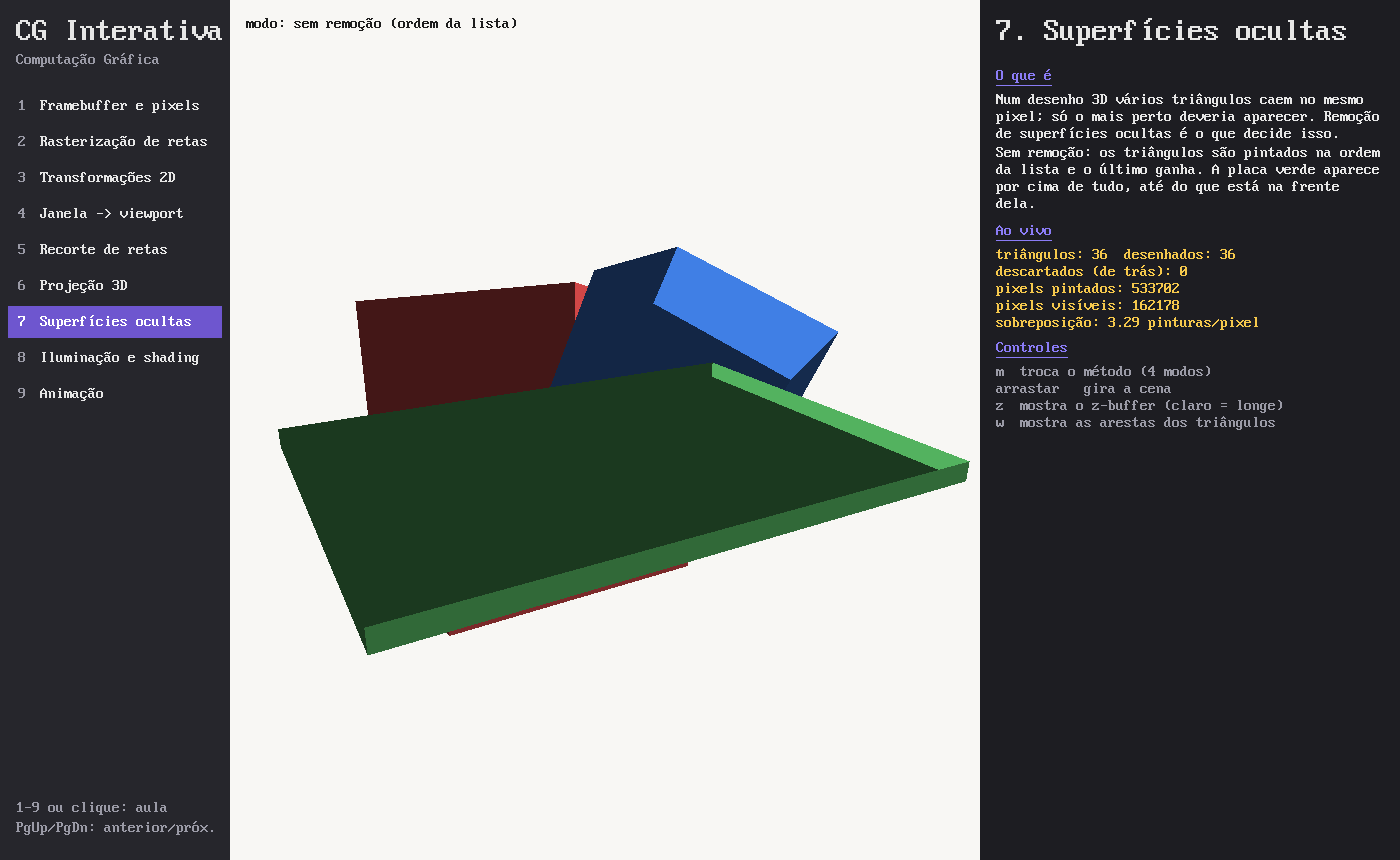 CG Interativa
Computação Gráfica
1 Framebuffer e pixels
2 Rasterização de retas
3 Transformações 2D
4 Janela -> viewport
5 Recorte de retas
6 Projeção 3D
7 Superfícies ocultas
8 Iluminação e shading
9 Animação
1-9 ou clique: aula
PgUp/PgDn: anterior/próx.
modo: sem remoção (ordem da lista)
7. Superfícies ocultas
O que é
Num desenho 3D vários triângulos caem no mesmo
pixel; só o mais perto deveria aparecer. Remoção
de superfícies ocultas é o que decide isso.
Sem remoção: os triângulos são pintados na ordem
da lista e o último ganha. A placa verde aparece
por cima de tudo, até do que está na frente
dela.
Ao vivo
triângulos: 36 desenhados: 36
descartados (de trás): 0
pixels pintados: 533702
pixels visíveis: 162178
sobreposição: 3.29 pinturas/pixel
Controles
m troca o método (4 modos)
arrastar gira a cena
z mostra o z-buffer (claro = longe)
w mostra as arestas dos triângulos